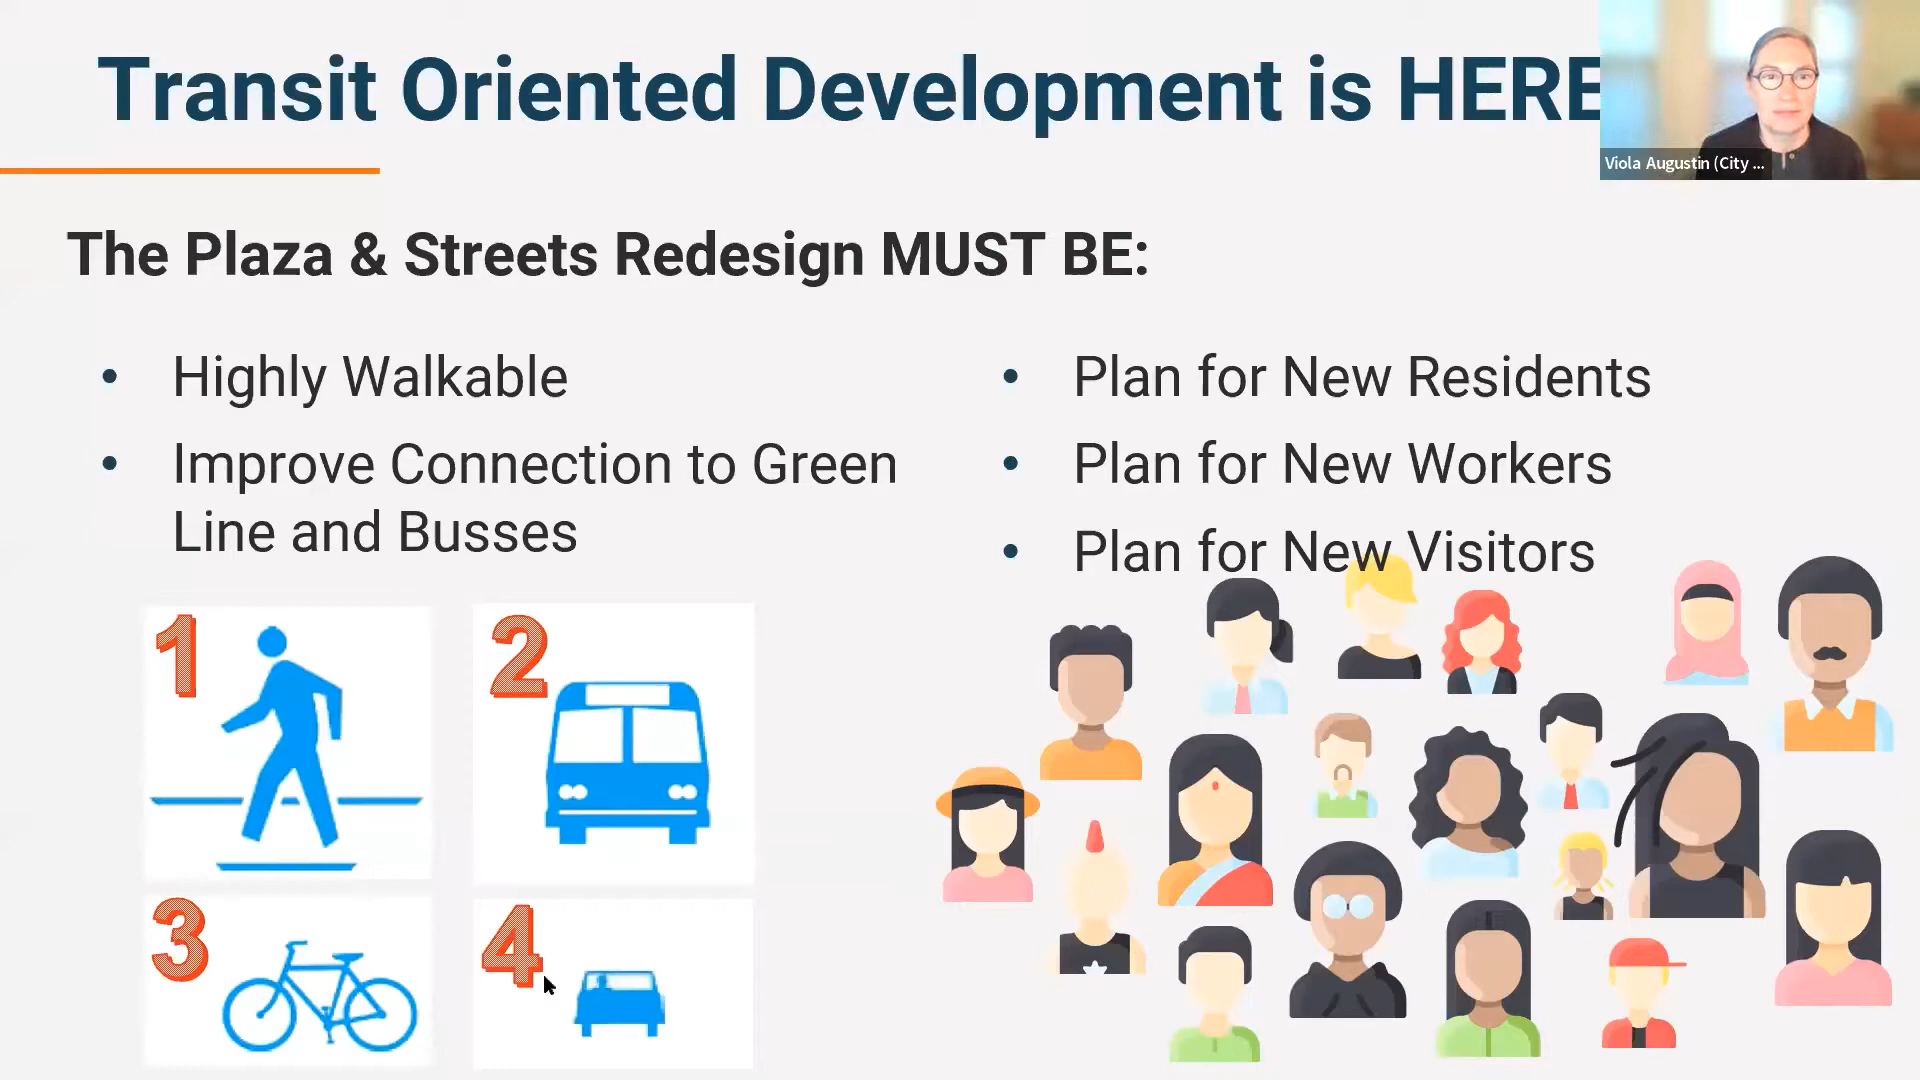 Transit Oriented Development is HERE
Viola Augustin (City ...
The Plaza & Streets Redesign MUST BE:
• Highly Walkable
• Improve Connection to Green
Line and Busses
• Plan for New Residents
• Plan for New Workers
• Plan for New Visitors
1
2
3
4